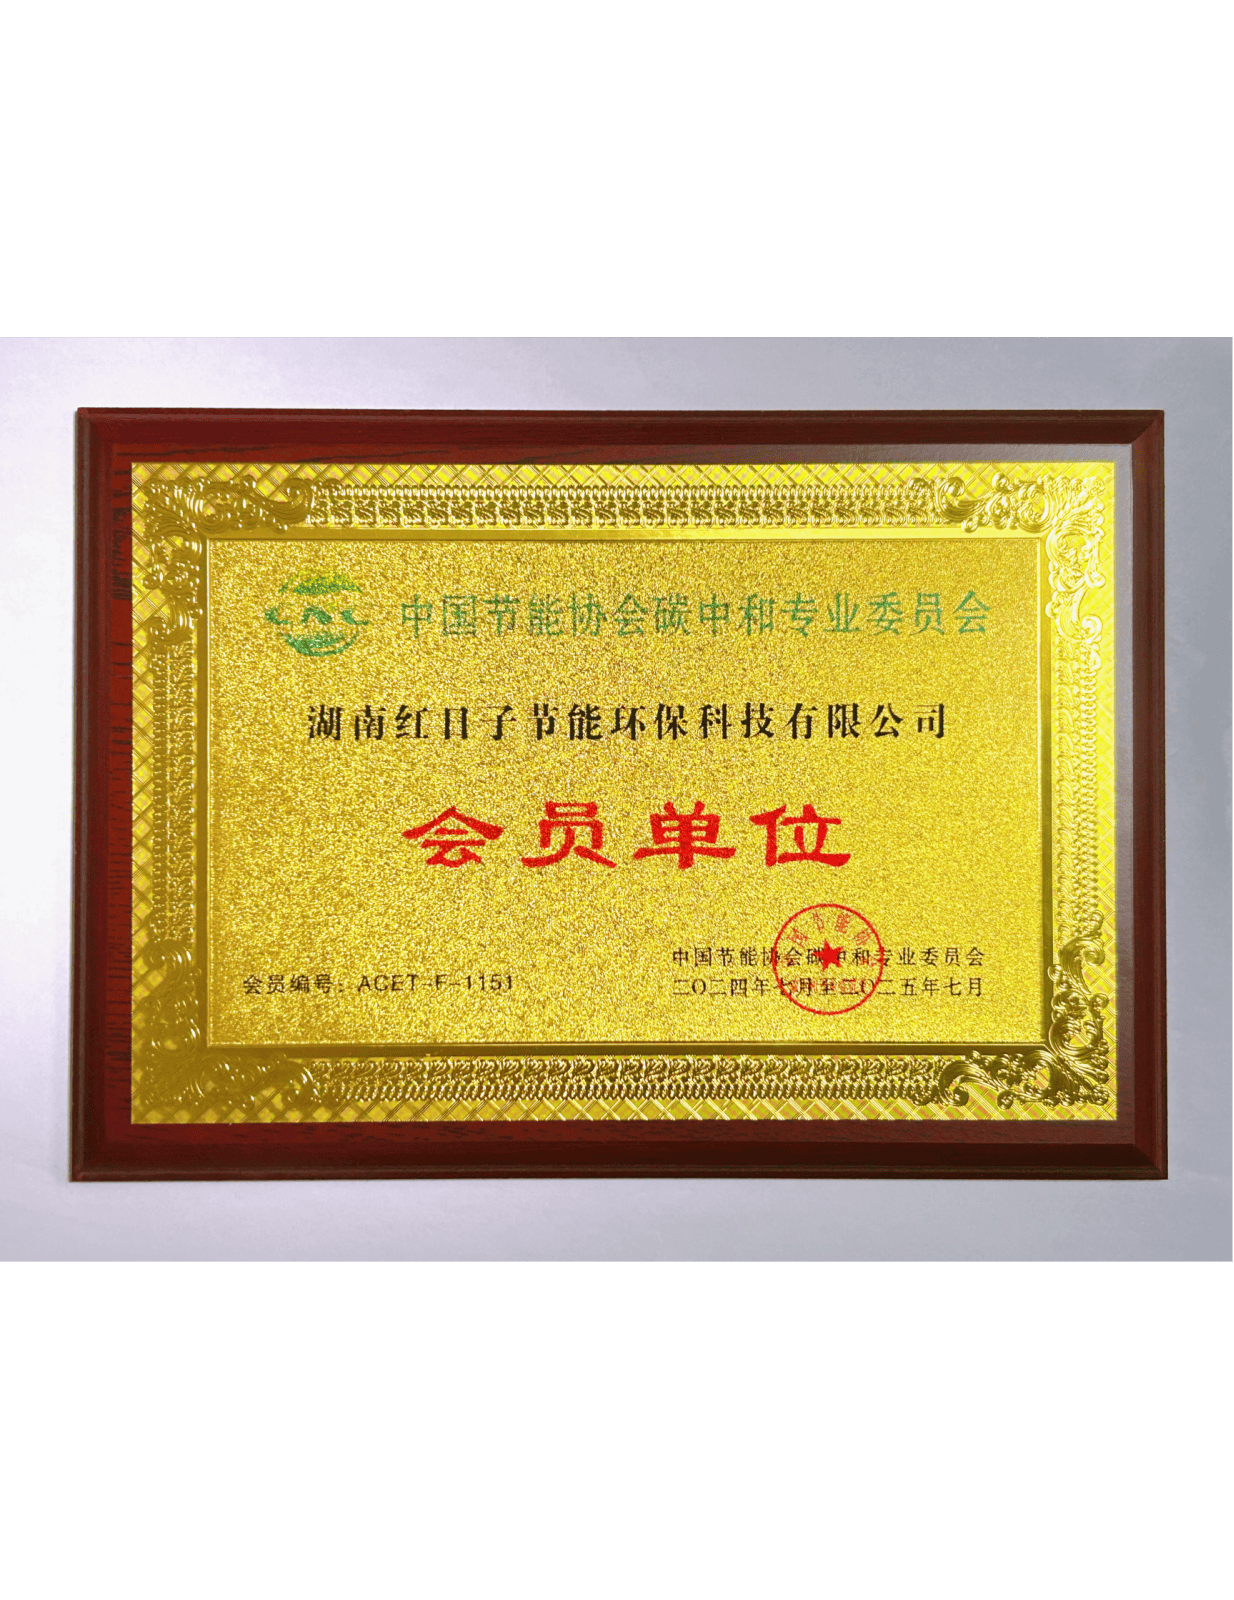 中国节能协会碳中和专业委员会
湖南红日子节能环保科技有限公司
会员单位
会员编号：ACET-F-1151
中国节能协会碳中和专业委员会
二〇二四年七月至二〇二五年七月